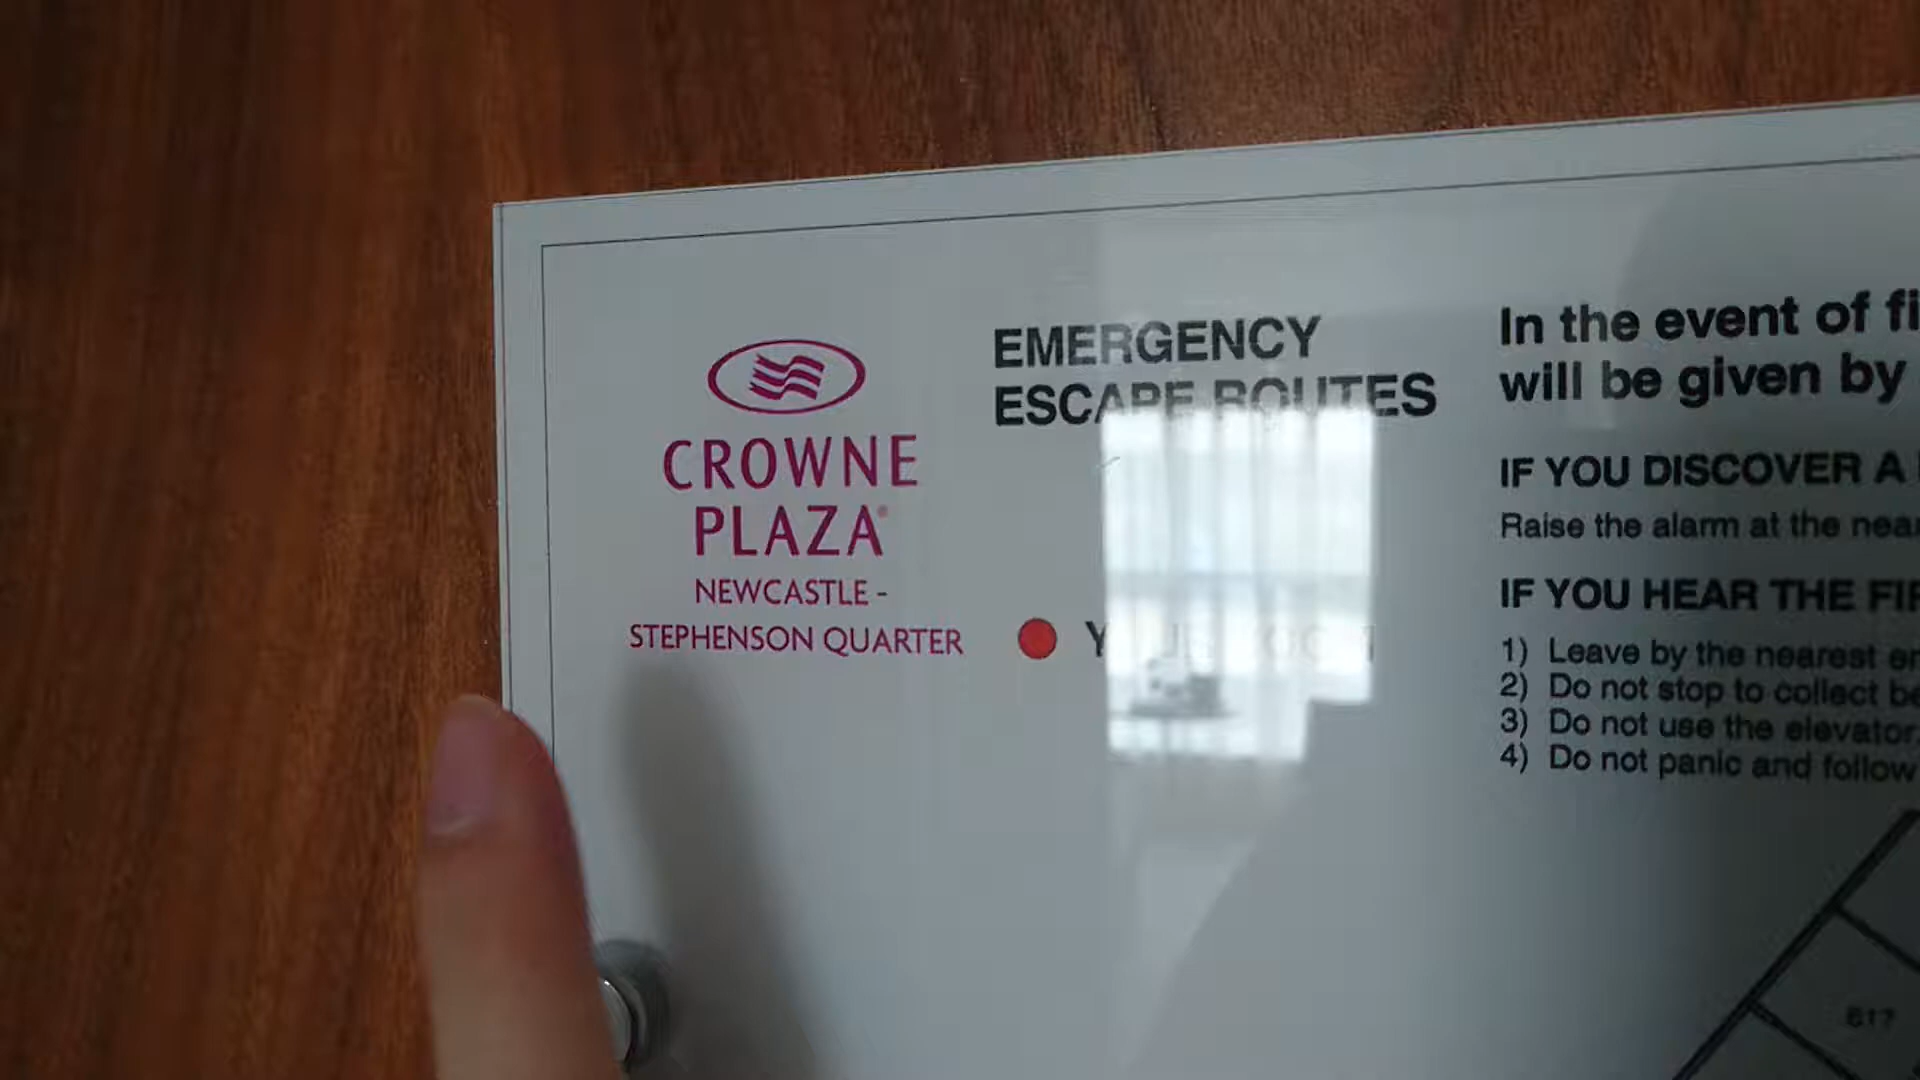 CROWNE
PLAZA
NEWCASTLE -
STEPHENSON QUARTER
EMERGENCY
ESCAPE ROUTES
In the event of
will be given by
IF YOU DISCOVER A
Raise the alarm at the
IF YOU HEAR THE
1) Leave by the nearest
2) Do not stop to collect
3) Do not use the elevator
4) Do not panic and follow
617